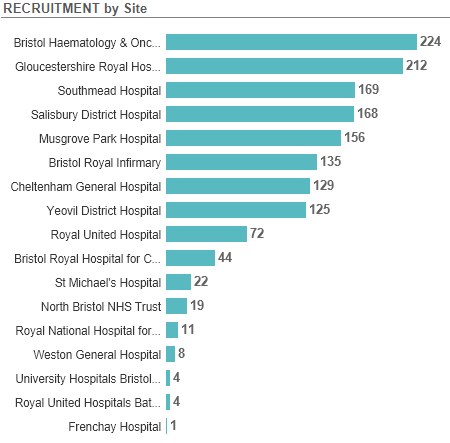 RECRUITMENT by Site
Bristol Haematology & Onc... 224
Gloucestershire Royal Hos... 212
Southmead Hospital 169
Salisbury District Hospital 168
Musgrove Park Hospital 156
Bristol Royal Infirmary 135
Cheltenham General Hospital 129
Yeovil District Hospital 125
Royal United Hospital 72
Bristol Royal Hospital for C... 44
St Michael's Hospital 22
North Bristol NHS Trust 19
Royal National Hospital for... 11
Weston General Hospital 8
University Hospitals Bristol... 4
Royal United Hospitals Bat... 4
Frenchay Hospital 1